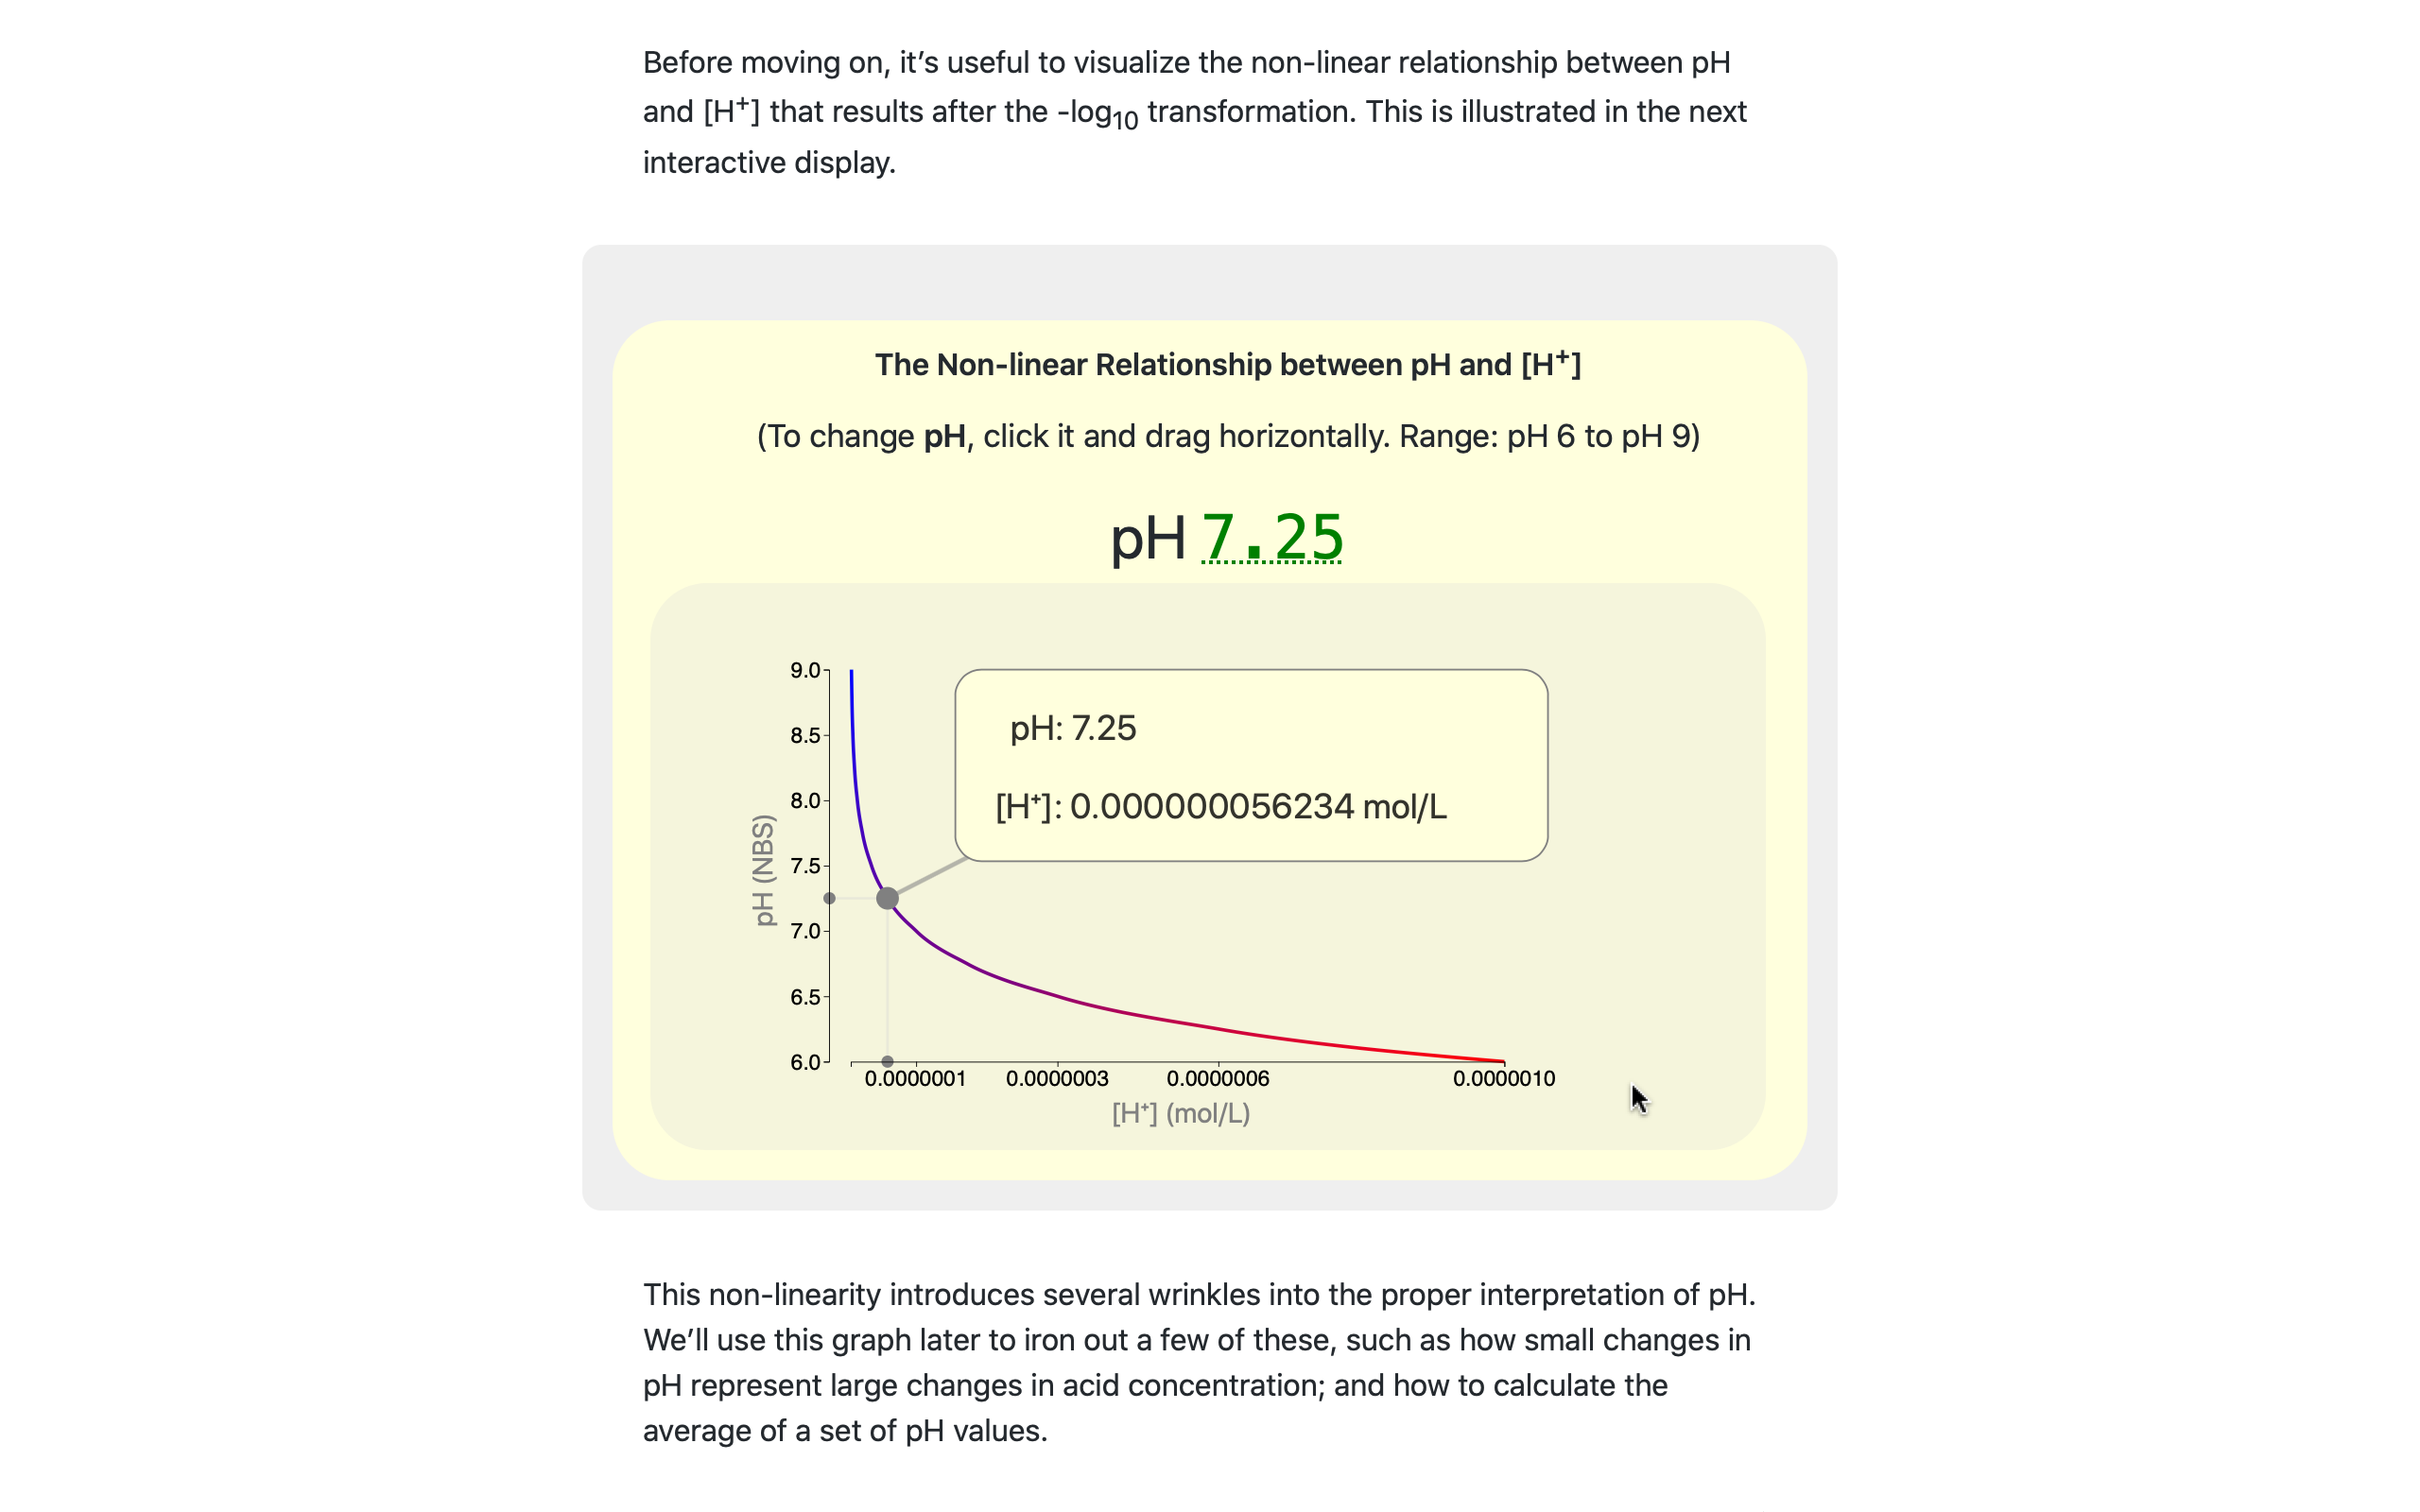 Before moving on, it’s useful to visualize the non-linear relationship between pH
and [H⁺] that results after the -log₁₀ transformation. This is illustrated in the next
interactive display.
The Non-linear Relationship between pH and [H⁺]
(To change pH, click it and drag horizontally. Range: pH 6 to pH 9)
pH 7.25
9.0
8.5
8.0
7.5
7.0
6.5
6.0
pH (NBS)
pH: 7.25
[H⁺]: 0.000000056234 mol/L
0.0000001 0.0000003 0.0000006 0.0000010
[H⁺] (mol/L)
This non-linearity introduces several wrinkles into the proper interpretation of pH.
We’ll use this graph later to iron out a few of these, such as how small changes in
pH represent large changes in acid concentration; and how to calculate the
average of a set of pH values.